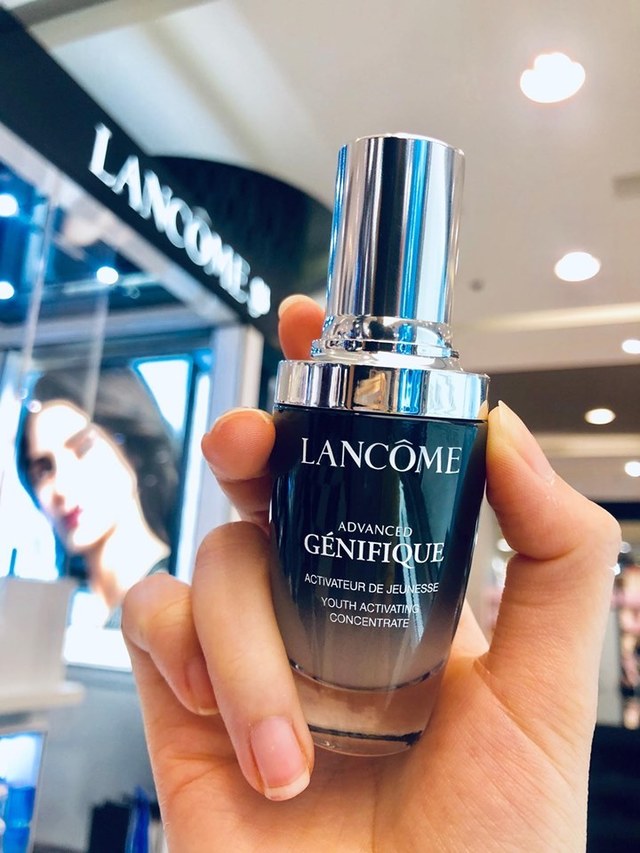 LANCÔME
LANCÔME
ADVANCED
GÉNIFIQUE
ACTIVATEUR DE JEUNESSE
YOUTH ACTIVATING
CONCENTRATE